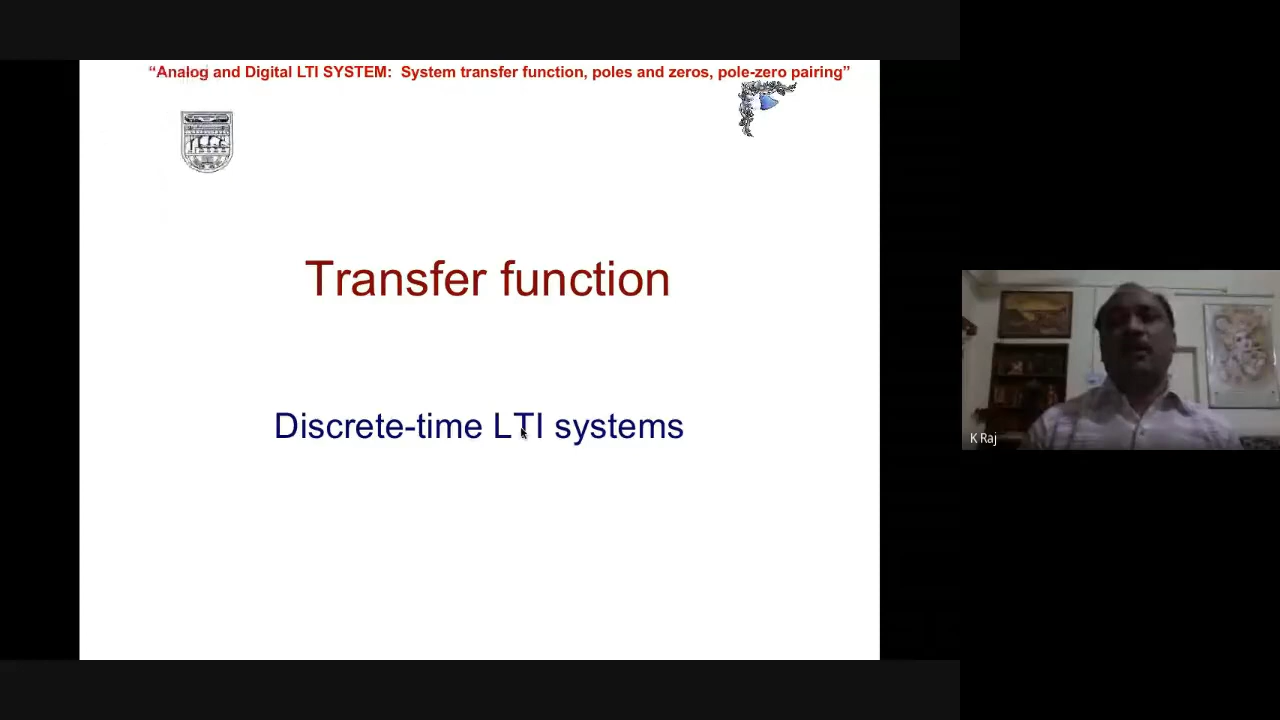 “Analog and Digital LTI SYSTEM: System transfer function, poles and zeros, pole-zero pairing”
Transfer function
Discrete-time LTI systems
K Raj